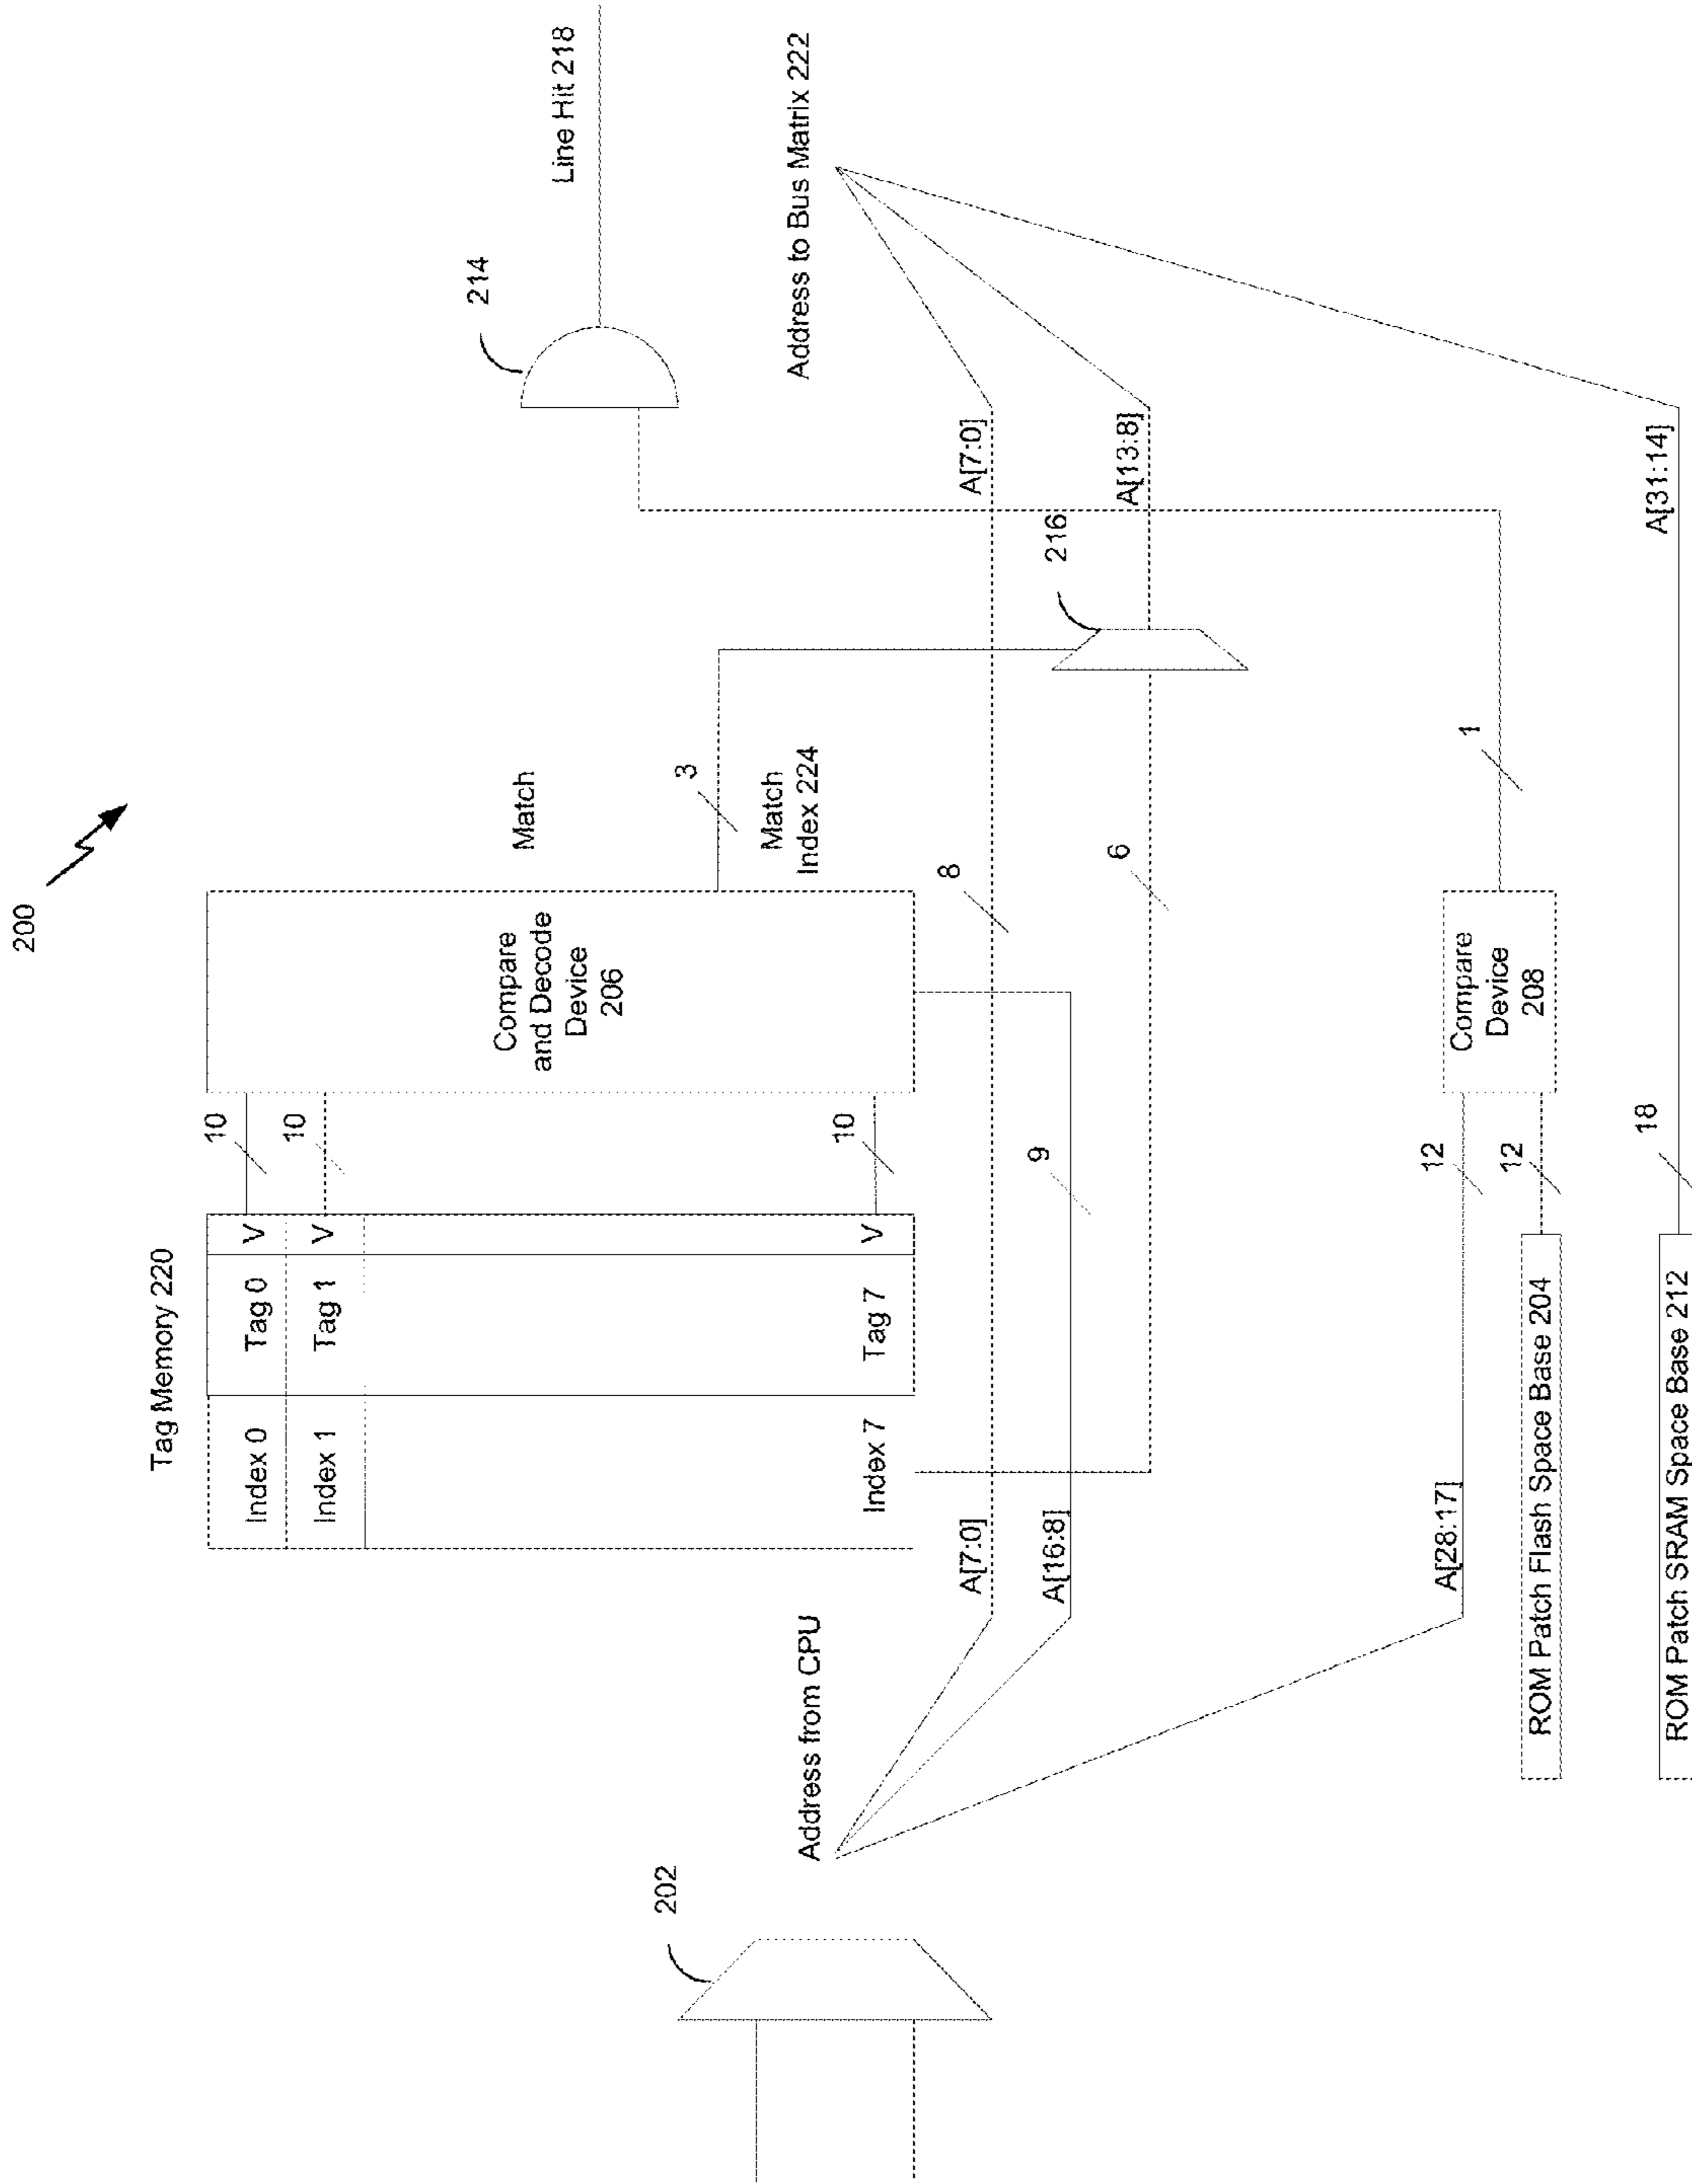 200
Tag Memory 220
Index 0 Tag 0 V
Index 1 Tag 1 V
Index 7 Tag 7 V
10
10
10
Compare
and Decode
Device
206
Match
3
Match
Index 224
214
Line Hit 218
202
Address from CPU
Address to Bus Matrix 222
A[7:0]
8
A[7:0]
A[16:8]
9
6
216
A[13:8]
A[28:17]
12
12
Compare
Device
208
1
ROM Patch Flash Space Base 204
ROM Patch SRAM Space Base 212
18
A[31:14]